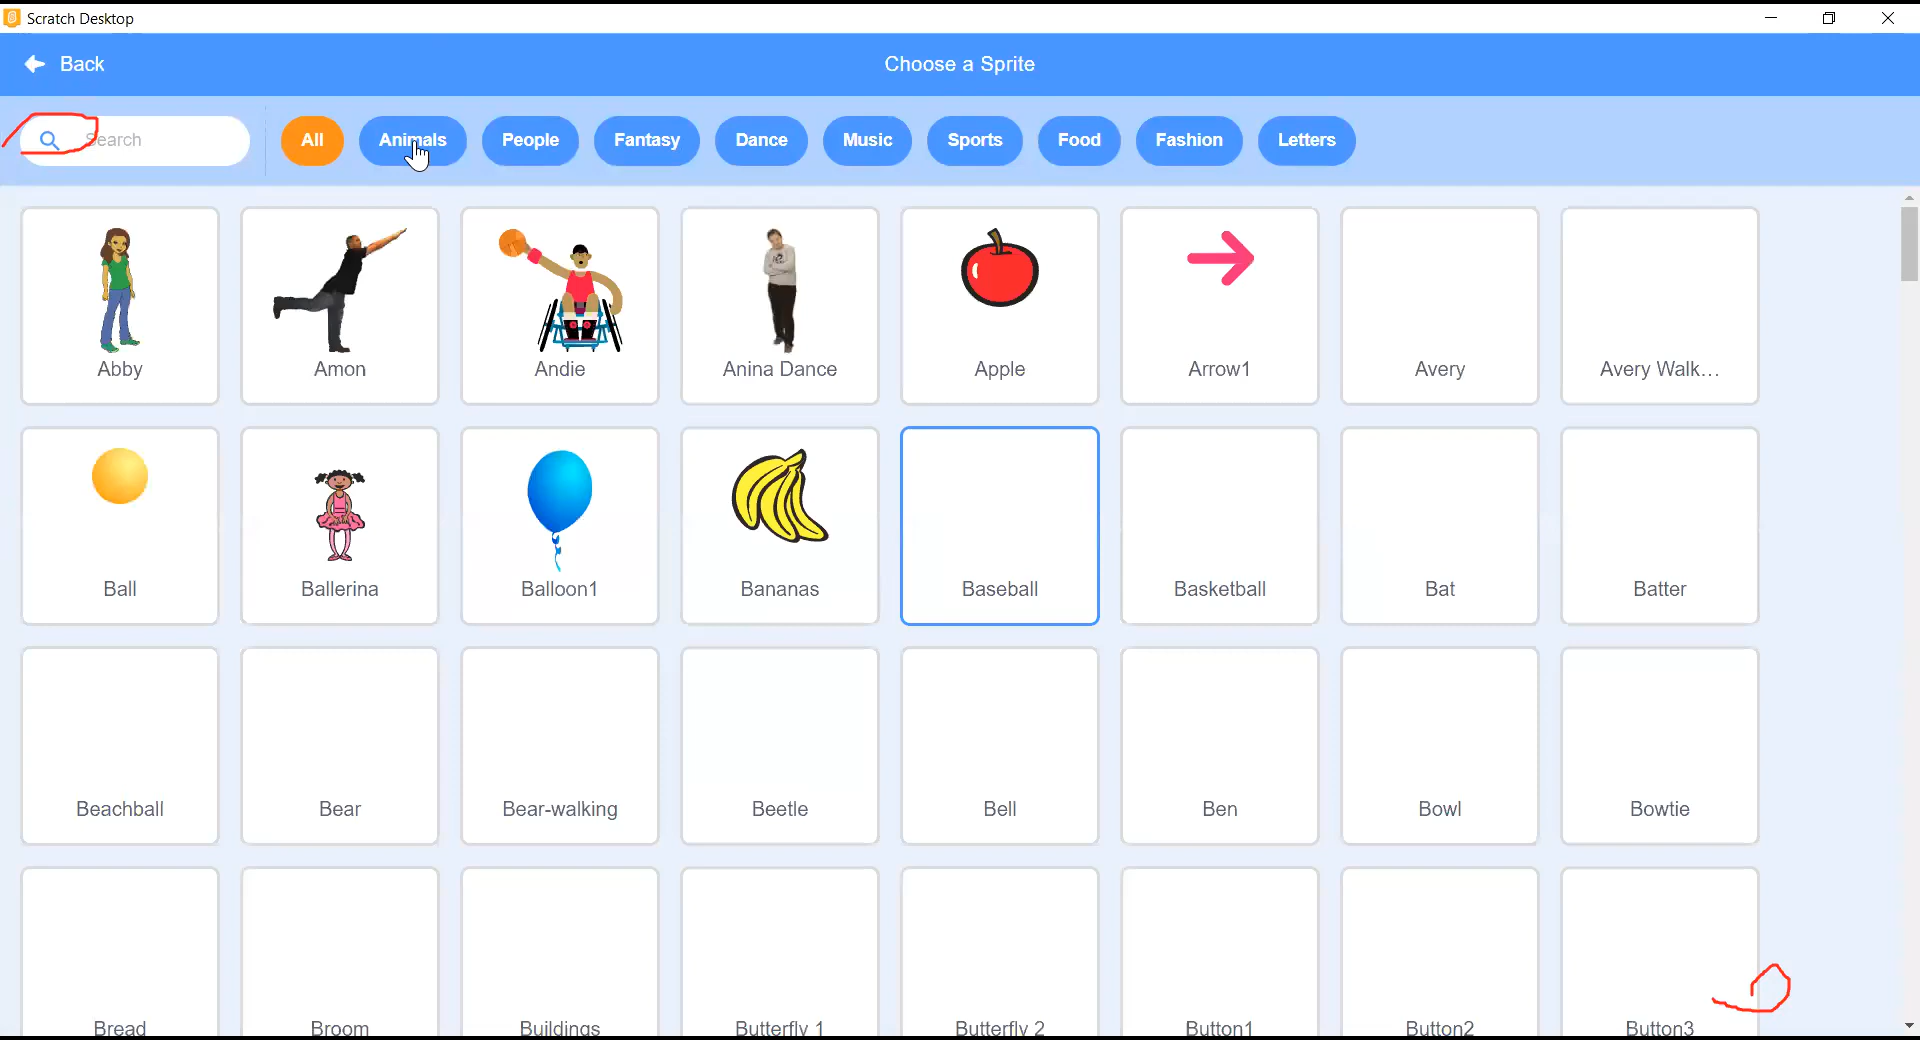 Scratch Desktop
Back
Choose a Sprite
Search
All Animals People Fantasy Dance Music Sports Food Fashion Letters
Abby Amon Andie Anina Dance Apple Arrow1 Avery Avery Walk...
Ball Ballerina Balloon1 Bananas Baseball Basketball Bat Batter
Beachball Bear Bear-walking Beetle Bell Ben Bowl Bowtie
Bread Broom Buildings Butterfly 1 Butterfly 2 Button1 Button2 Button3